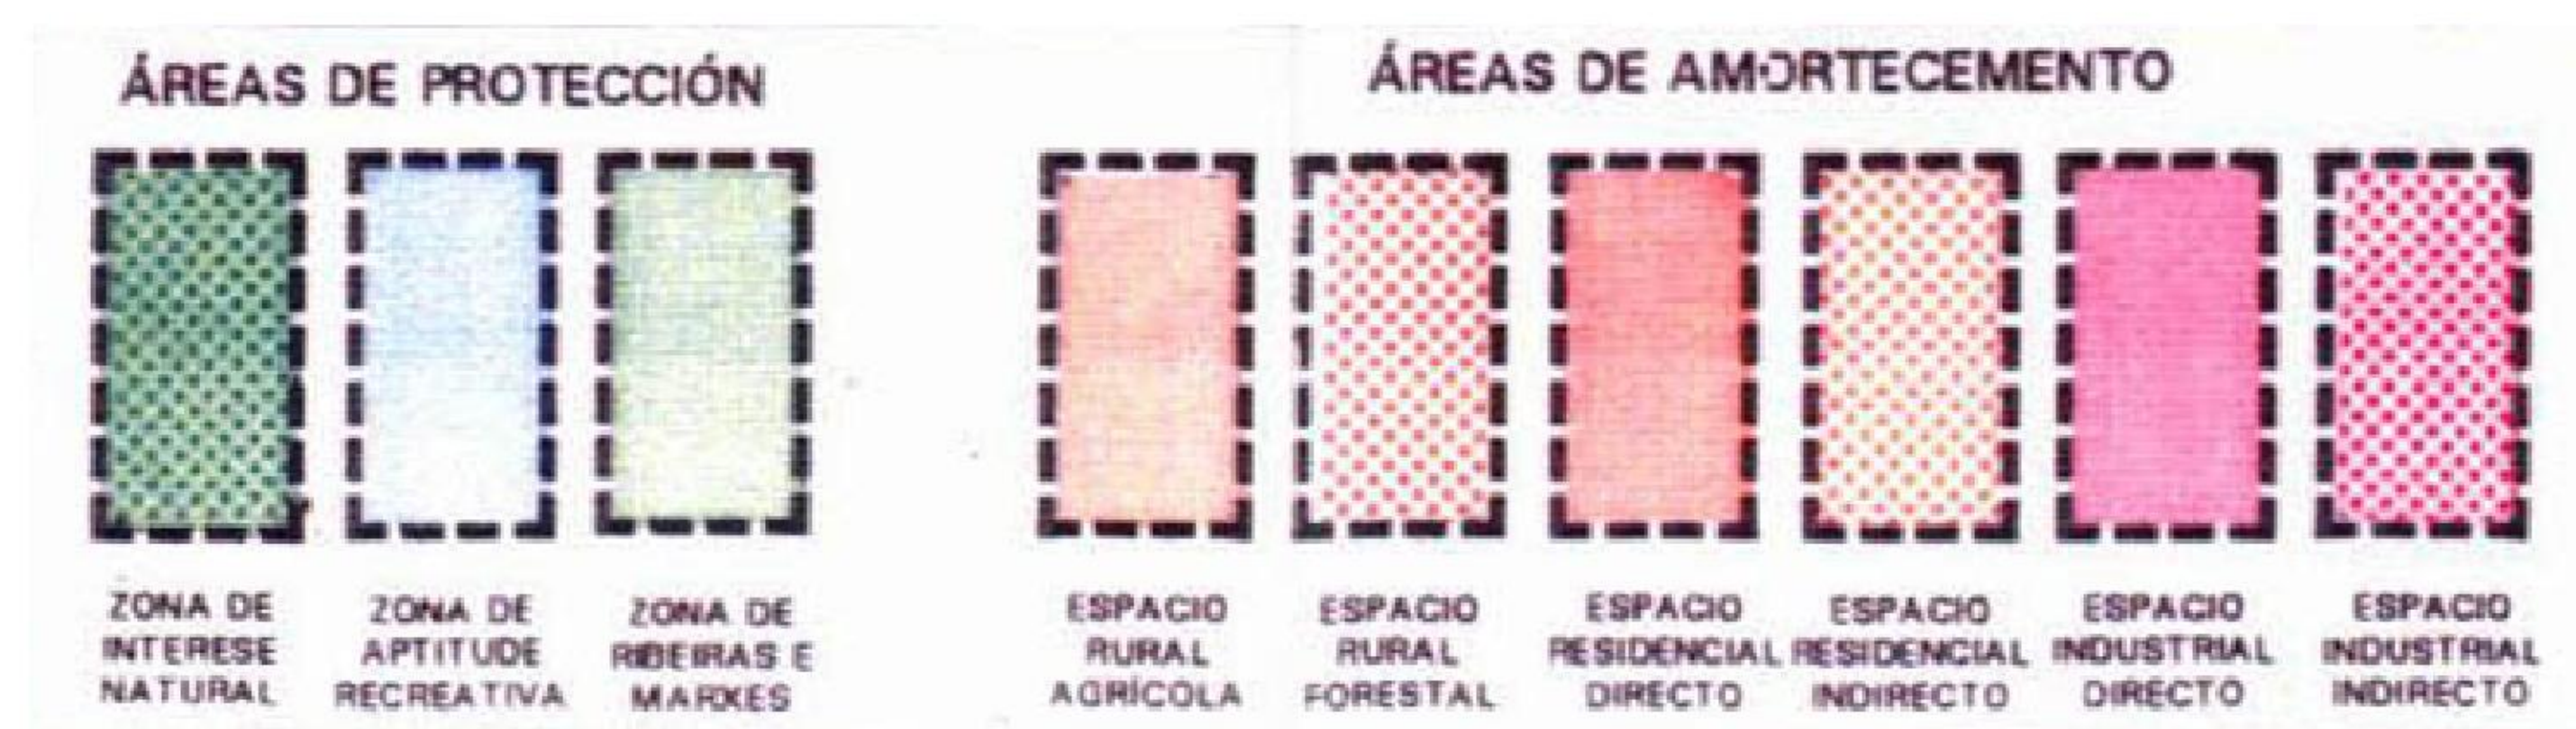 ÁREAS DE PROTECCIÓN
ZONA DE
INTERESE
NATURAL
ZONA DE
APTITUDE
RECREATIVA
ZONA DE
RIBEIRAS E
MARXES
ÁREAS DE AMORTECEMENTO
ESPACIO
RURAL
AGRÍCOLA
ESPACIO
RURAL
FORESTAL
ESPACIO
RESIDENCIAL
DIRECTO
ESPACIO
RESIDENCIAL
INDIRECTO
ESPACIO
INDUSTRIAL
DIRECTO
ESPACIO
INDUSTRIAL
INDIRECTO